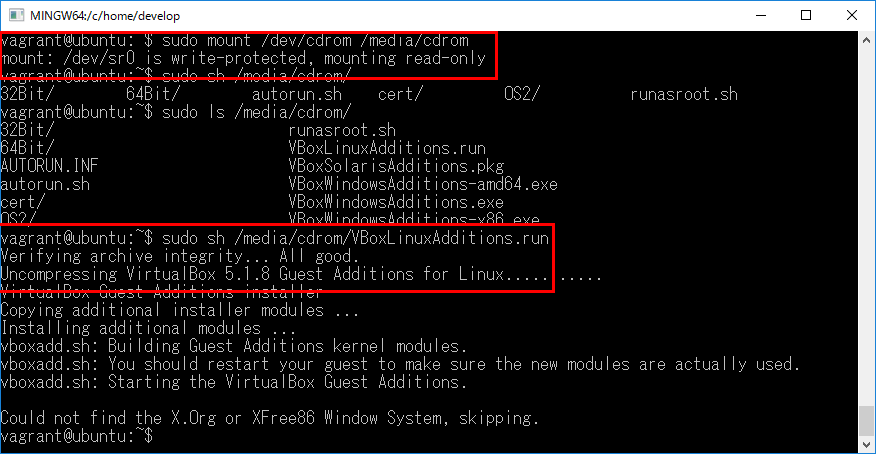 MINGW64:/c/home/develop
vagrant@ubuntu: $ sudo mount /dev/cdrom /media/cdrom
mount: /dev/sr0 is write-protected, mounting read-only
vagrant@ubuntu: $ sudo sh /media/cdrom/
32Bit/ 64Bit/ autorun.sh cert/ OS2/ runasroot.sh
vagrant@ubuntu:~$ sudo ls /media/cdrom/
32Bit/ runasroot.sh
64Bit/ VBoxLinuxAdditions.run
AUTORUN.INF VBoxSolarisAdditions.pkg
autorun.sh VBoxWindowsAdditions-amd64.exe
cert/ VBoxWindowsAdditions.exe
OS2/ VBoxWindowsAdditions-x86.exe
vagrant@ubuntu:~$ sudo sh /media/cdrom/VBoxLinuxAdditions.run
Verifying archive integrity... All good.
Uncompressing VirtualBox 5.1.8 Guest Additions for Linux...........
VirtualBox Guest Additions installer
Copying additional installer modules ...
Installing additional modules ...
vboxadd.sh: Building Guest Additions kernel modules.
vboxadd.sh: You should restart your guest to make sure the new modules are actually used.
vboxadd.sh: Starting the VirtualBox Guest Additions.
Could not find the X.Org or XFree86 Window System, skipping.
vagrant@ubuntu:~$